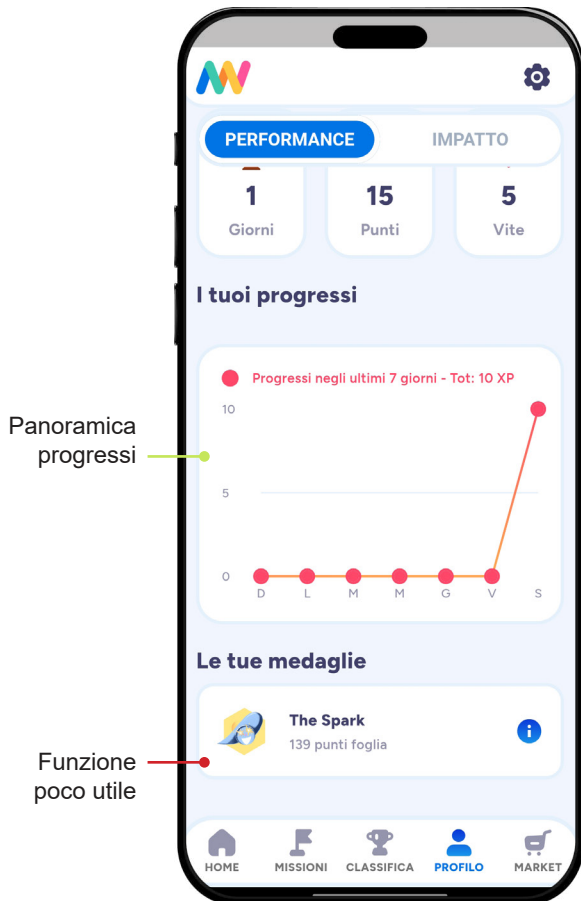 PERFORMANCE IMPATTO
1 15 5
Giorni Punti Vite
I tuoi progressi
Progressi negli ultimi 7 giorni - Tot: 10 XP
10
5
0
D L M M G V S
Panoramica
progressi
Le tue medaglie
The Spark
139 punti foglia
i
Funzione
poco utile
HOME MISSIONI CLASSIFICA PROFILO MARKET